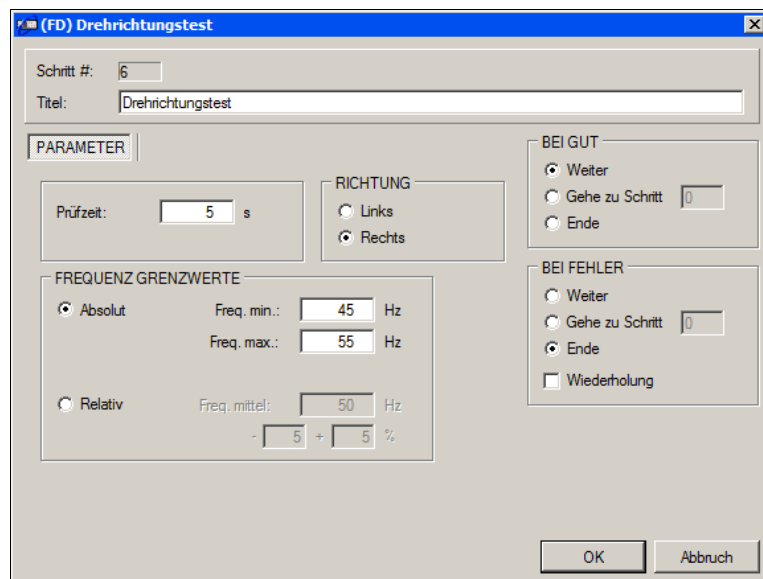 (FD) Drehrichtungstest
Schritt #: 6
Titel: Drehrichtungstest
PARAMETER
Prüfzeit: 5 s
RICHTUNG
Links
Rechts
FREQUENZ GRENZWERTE
Absolut Freq. min.: 45 Hz
Freq. max.: 55 Hz
Relativ Freq. mittel: 50 Hz
- 5 + 5 %
BEI GUT
Weiter
Gehe zu Schritt 0
Ende
BEI FEHLER
Weiter
Gehe zu Schritt 0
Ende
Wiederholung
OK Abbruch